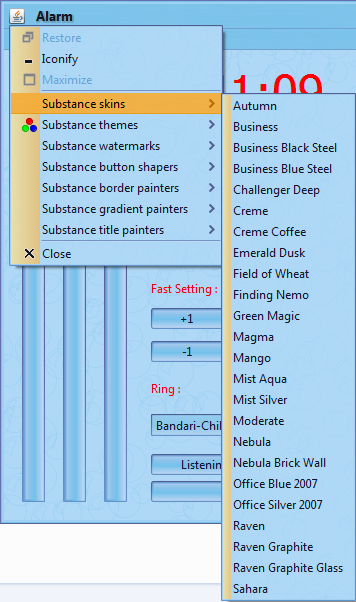 Alarm
Restore
Iconify
Maximize
Substance skins
Substance themes
Substance watermarks
Substance button shapers
Substance border painters
Substance gradient painters
Substance title painters
Close
1:09
Autumn
Business
Business Black Steel
Business Blue Steel
Challenger Deep
Creme
Creme Coffee
Emerald Dusk
Field of Wheat
Finding Nemo
Green Magic
Magma
Mango
Mist Aqua
Mist Silver
Moderate
Nebula
Nebula Brick Wall
Office Blue 2007
Office Silver 2007
Raven
Raven Graphite
Raven Graphite Glass
Sahara
Fast Setting :
+1
-1
Ring :
Bandari-Chil
Listenin